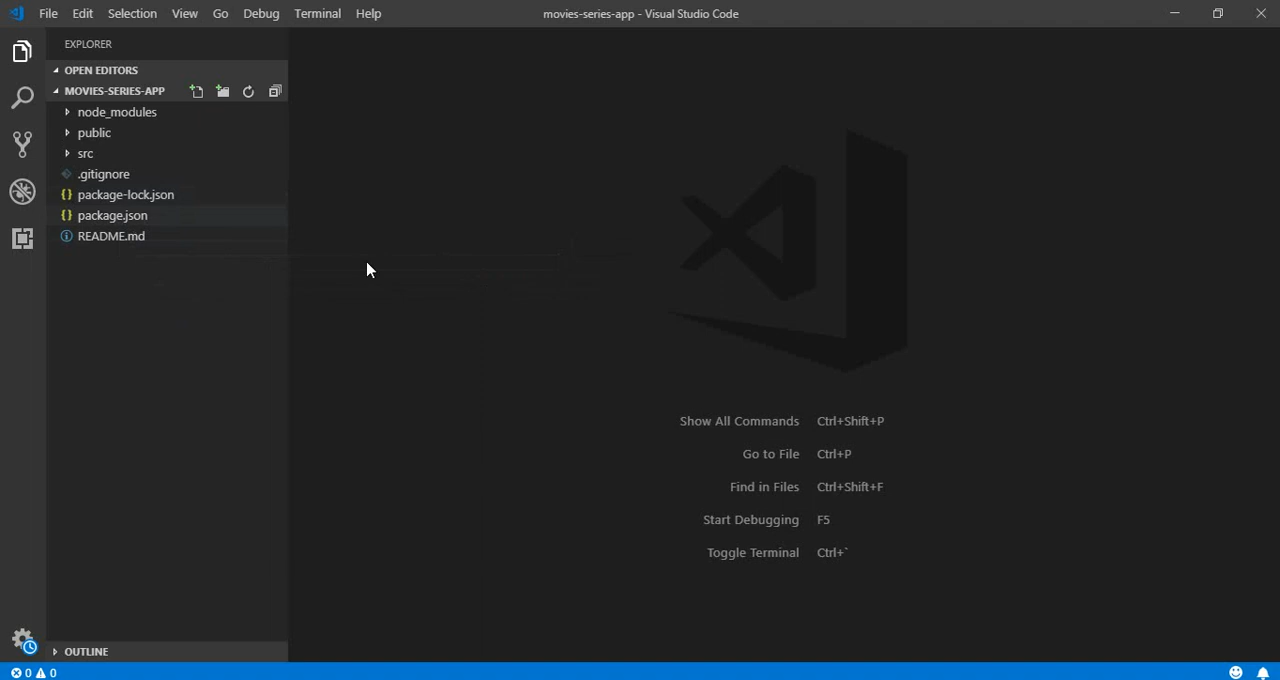 File Edit Selection View Go Debug Terminal Help movies-series-app - Visual Studio Code
EXPLORER
OPEN EDITORS
MOVIES-SERIES-APP
node_modules
public
src
.gitignore
package-lock.json
package.json
README.md
Show All Commands Ctrl+Shift+P
Go to File Ctrl+P
Find in Files Ctrl+Shift+F
Start Debugging F5
Toggle Terminal Ctrl+`
OUTLINE
0 0